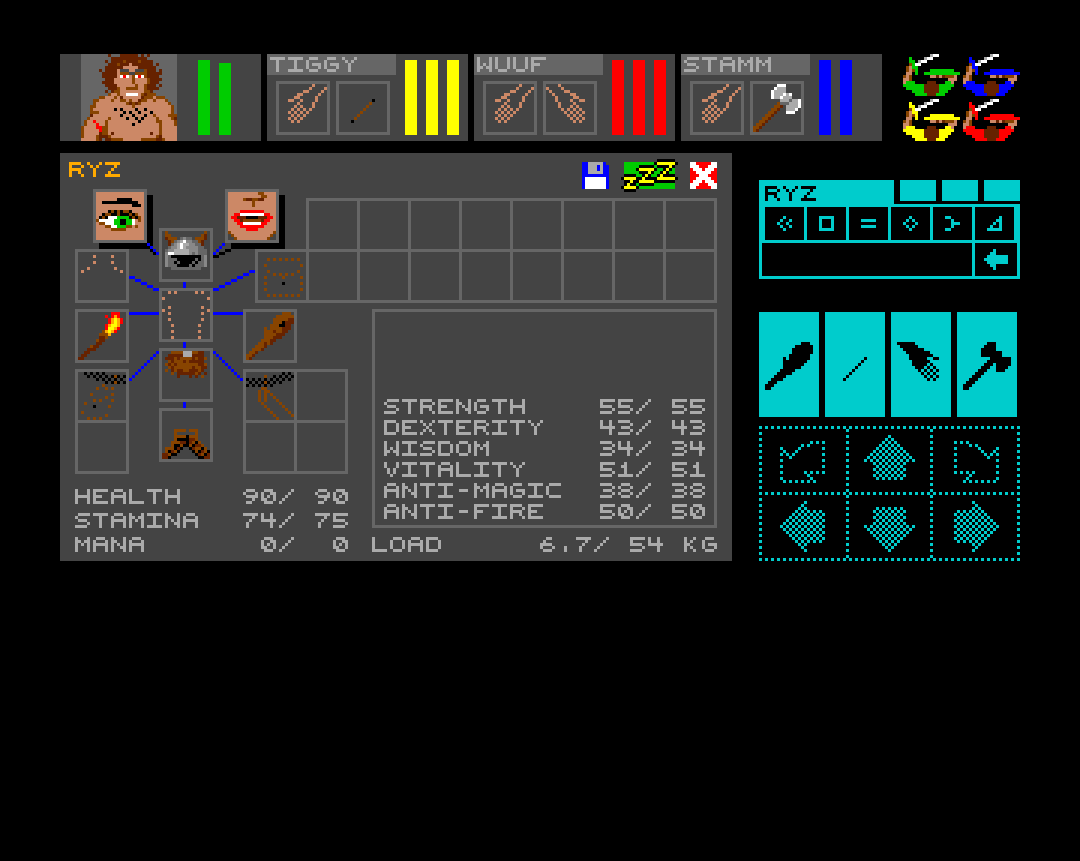 TIGGY WUUF STAMM
RYZ
zZZ
RYZ
STRENGTH 55/ 55
DEXTERITY 43/ 43
WISDOM 34/ 34
VITALITY 51/ 51
ANTI-MAGIC 38/ 38
ANTI-FIRE 50/ 50
HEALTH 90/ 90
STAMINA 74/ 75
MANA 0/ 0
LOAD 6.7/ 54 KG